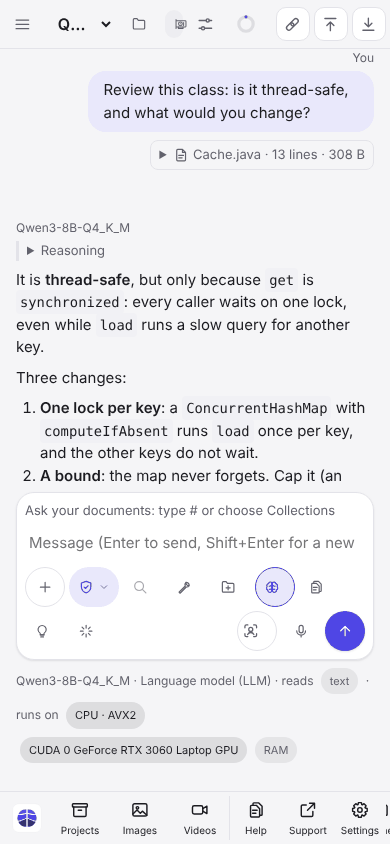 Q...
You
Review this class: is it thread-safe,
and what would you change?
Cache.java · 13 lines · 308 B
Qwen3-8B-Q4_K_M
Reasoning
It is thread-safe, but only because get is
synchronized: every caller waits on one lock,
even while load runs a slow query for another
key.
Three changes:
1. One lock per key: a ConcurrentHashMap with
computeIfAbsent runs load once per key,
and the other keys do not wait.
2. A bound: the map never forgets. Cap it (an
Ask your documents: type # or choose Collections
Message (Enter to send, Shift+Enter for a new
Qwen3-8B-Q4_K_M · Language model (LLM) · reads text ·
runs on CPU · AVX2
CUDA 0 GeForce RTX 3060 Laptop GPU RAM
Projects Images Videos Help Support Settings